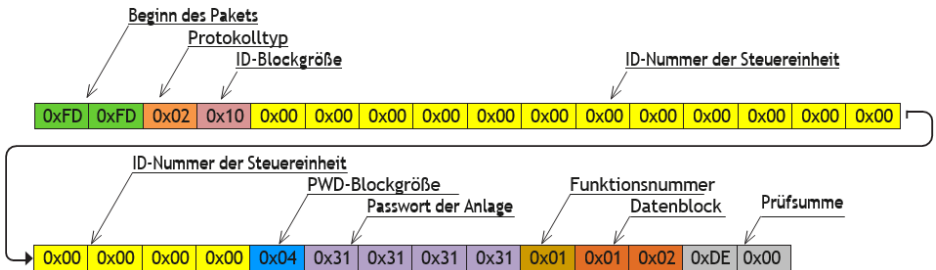 Beginn des Pakets
Protokolltyp
ID-Blockgröße
ID-Nummer der Steuereinheit
0xFD 0xFD 0x02 0x10 0x00 0x00 0x00 0x00 0x00 0x00 0x00 0x00 0x00 0x00 0x00 0x00
ID-Nummer der Steuereinheit
PWD-Blockgröße
Passwort der Anlage
Funktionsnummer
Datenblock
Prüfsumme
0x00 0x00 0x00 0x00 0x04 0x31 0x31 0x31 0x31 0x01 0x01 0x02 0xDE 0x00